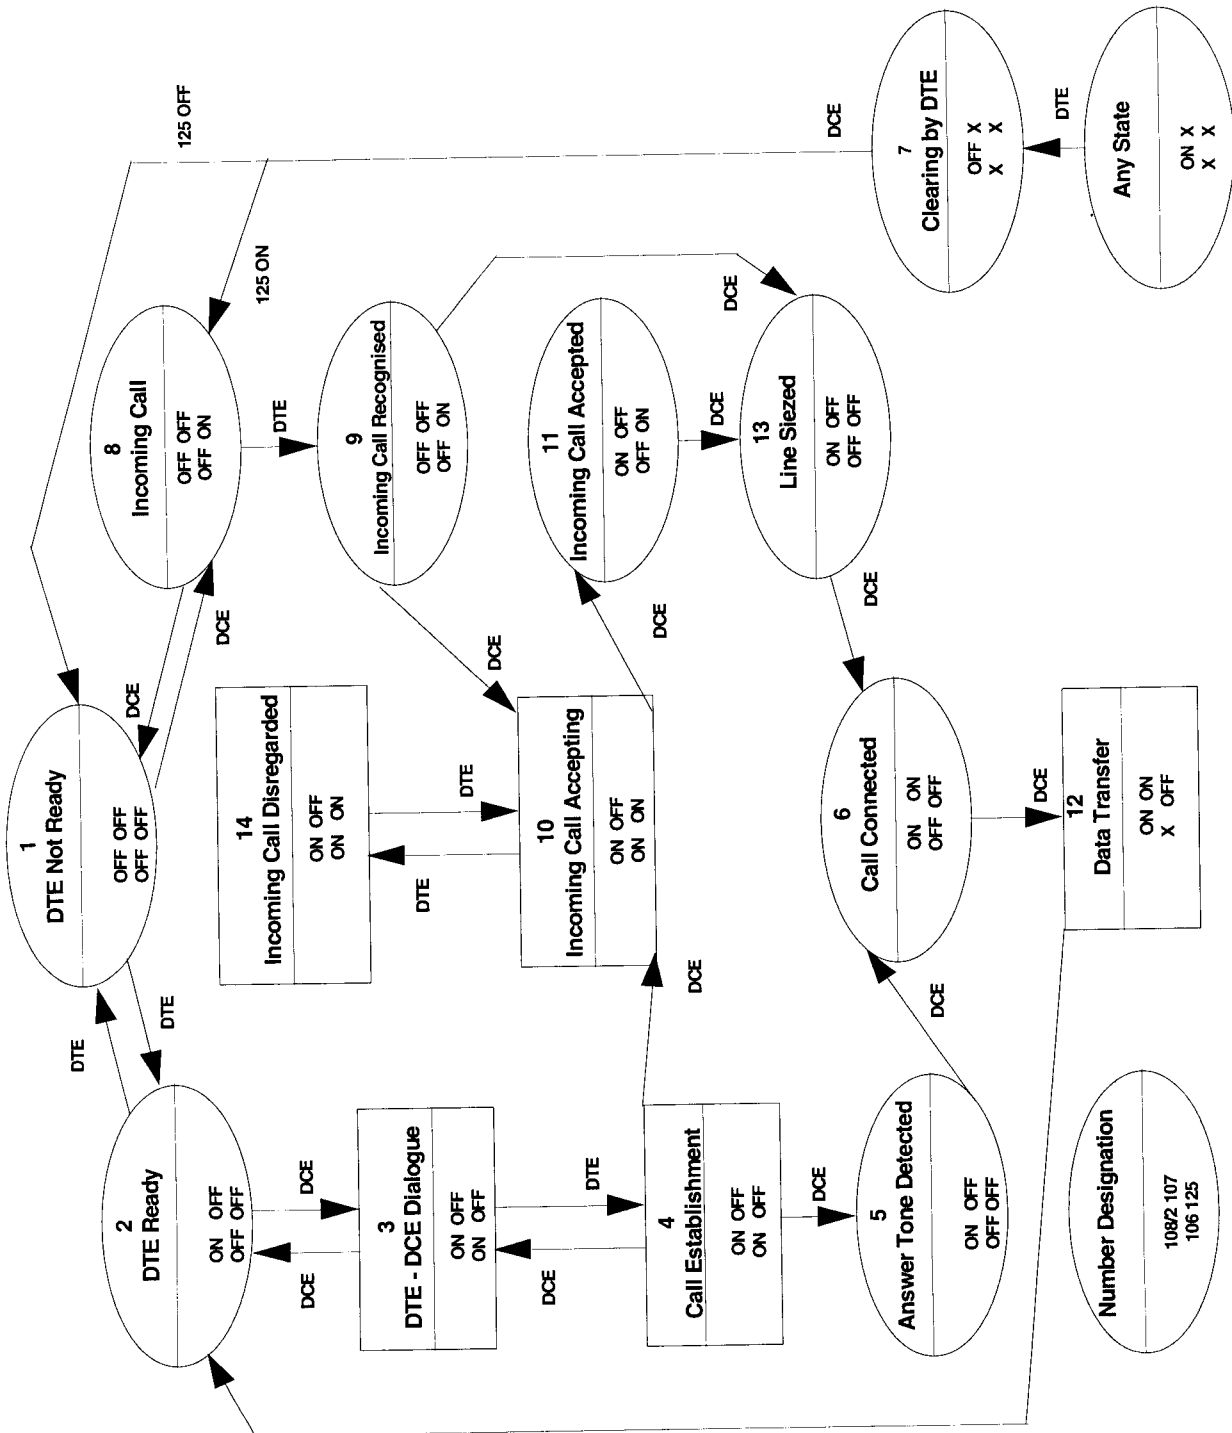 1
DTE Not Ready
OFF OFF
OFF OFF
2
DTE Ready
ON OFF
OFF OFF
DTE
DTE
DCE
DCE
3
DTE - DCE Dialogue
ON OFF
ON OFF
DCE
DTE
4
Call Establishment
ON OFF
ON OFF
DCE
DCE
5
Answer Tone Detected
ON OFF
OFF OFF
DCE
Number Designation
108/2 107
106 125
14
Incoming Call Disregarded
ON OFF
ON ON
DTE
DTE
10
Incoming Call Accepting
ON OFF
ON ON
DCE
DCE
6
Call Connected
ON ON
OFF OFF
DCE
12
Data Transfer
ON ON
X OFF
DCE
DCE
8
Incoming Call
OFF OFF
OFF ON
DTE
9
Incoming Call Recognised
OFF OFF
OFF ON
DCE
11
Incoming Call Accepted
ON OFF
OFF ON
DCE
13
Line Siezed
ON OFF
OFF OFF
DCE
125 OFF
125 ON
DCE
7
Clearing by DTE
OFF X
X X
DTE
Any State
ON X
X X